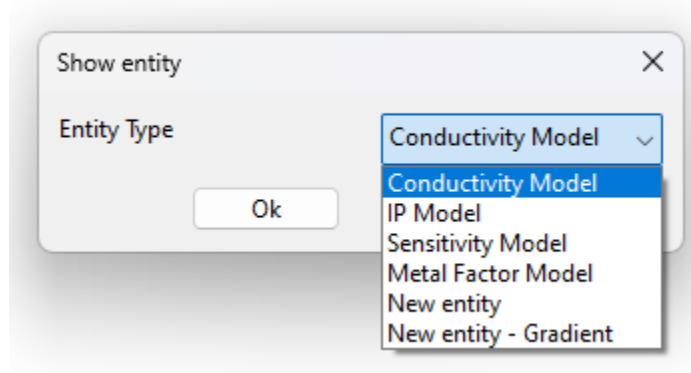 Show entity
Entity Type
Conductivity Model
Conductivity Model
IP Model
Sensitivity Model
Metal Factor Model
New entity
New entity - Gradient
Ok